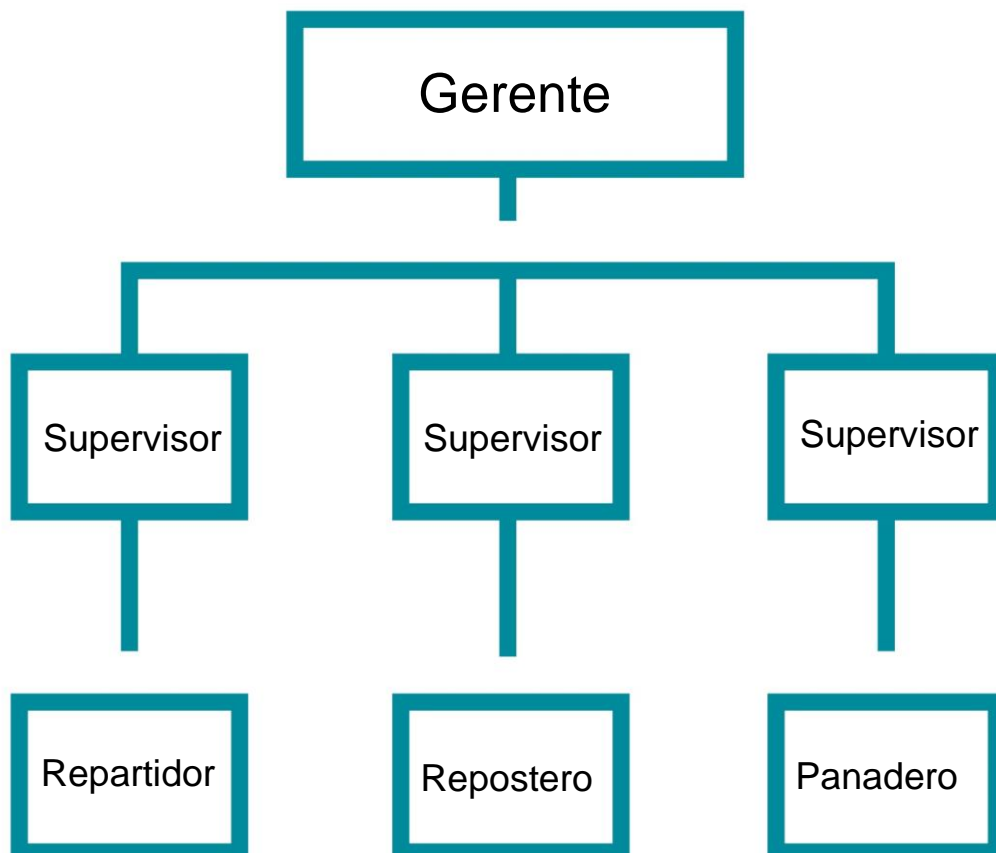 Gerente
Supervisor
Supervisor
Supervisor
Repartidor
Repostero
Panadero